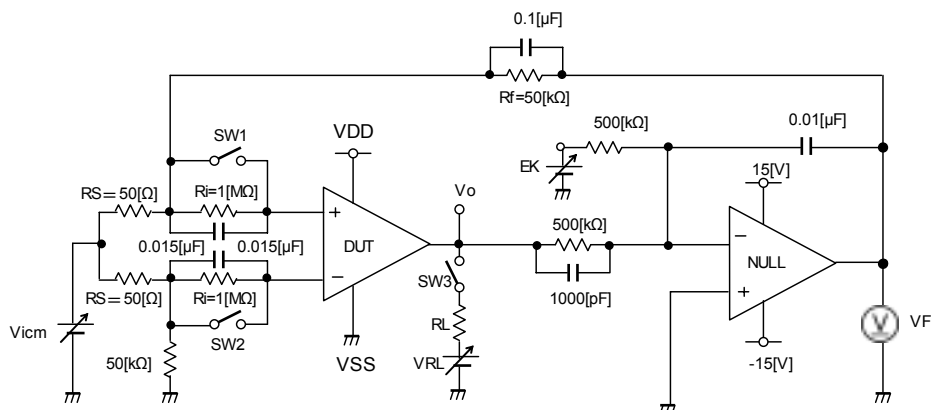 0.1[µF]
Rf=50[kΩ]
0.01[µF]
500[kΩ]
SW1
VDD
EK
15[V]
RS=50[Ω]
Ri=1[MΩ]
Vo
500[kΩ]
+
DUT
−
−
NULL
+
0.015[µF]
0.015[µF]
RS=50[Ω]
Ri=1[MΩ]
SW3
1000[pF]
V
VF
Vicm
SW2
RL
50[kΩ]
VSS
VRL
-15[V]